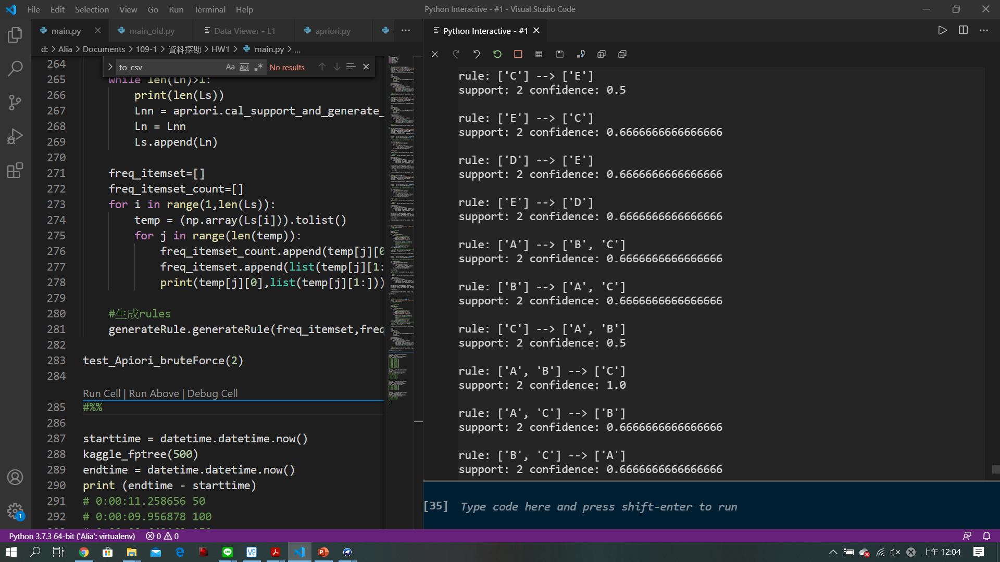 File Edit Selection View Go Run Terminal Help
Python Interactive - #1 - Visual Studio Code
main.py
main_old.py
Data Viewer - L1
apriori.py
d: > Alia > Documents > 109-1 > 資料探勘 > HW1 > main.py > ...
to_csv
Aa Abl .* No results
264
265 while len(Ln)>1:
266 print(len(Ls))
267 Lnn = apriori.cal_support_and_generate_
268 Ln = Lnn
269 Ls.append(Ln)
270
271 freq_itemset=[]
272 freq_itemset_count=[]
273 for i in range(1,len(Ls)):
274 temp = (np.array(Ls[i])).tolist()
275 for j in range(len(temp)):
276 freq_itemset_count.append(temp[j][0
277 freq_itemset.append(list(temp[j][1:
278 print(temp[j][0],list(temp[j][1:]))
279
280 #生成rules
281 generateRule.generateRule(freq_itemset,freq
282
283 test_Apiori_bruteForce(2)
284
Run Cell | Run Above | Debug Cell
285 #%%
286
287 starttime = datetime.datetime.now()
288 kaggle_fptree(500)
289 endtime = datetime.datetime.now()
290 print (endtime - starttime)
291 # 0:00:11.258656 50
292 # 0:00:09.956878 100
Python Interactive - #1
rule: ['C'] --> ['E']
support: 2 confidence: 0.5
rule: ['E'] --> ['C']
support: 2 confidence: 0.6666666666666666
rule: ['D'] --> ['E']
support: 2 confidence: 0.6666666666666666
rule: ['E'] --> ['D']
support: 2 confidence: 0.6666666666666666
rule: ['A'] --> ['B', 'C']
support: 2 confidence: 0.6666666666666666
rule: ['B'] --> ['A', 'C']
support: 2 confidence: 0.6666666666666666
rule: ['C'] --> ['A', 'B']
support: 2 confidence: 0.5
rule: ['A', 'B'] --> ['C']
support: 2 confidence: 1.0
rule: ['A', 'C'] --> ['B']
support: 2 confidence: 0.6666666666666666
rule: ['B', 'C'] --> ['A']
support: 2 confidence: 0.6666666666666666
[35] Type code here and press shift-enter to run
1
Python 3.7.3 64-bit ('Alia': virtualenv) 0 0
上午 12:04